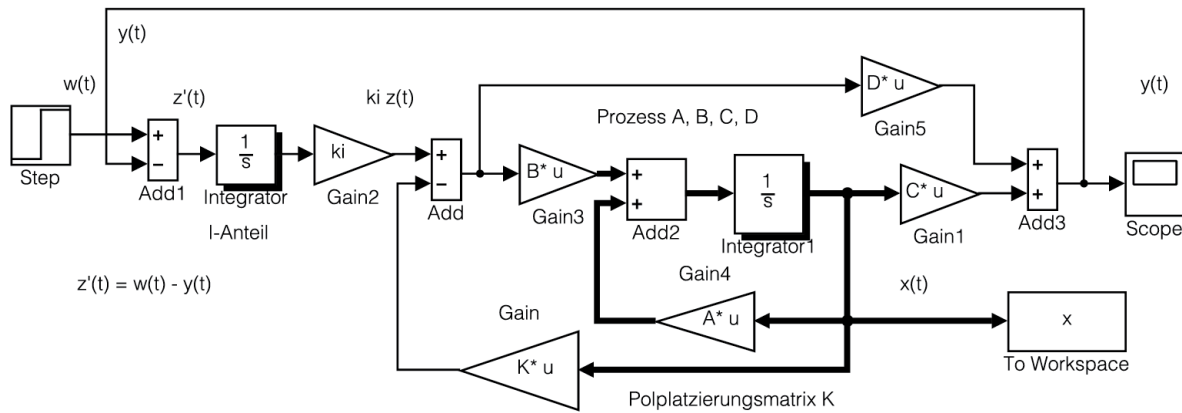 y(t)
w(t)
z'(t)
ki z(t)
Prozess A, B, C, D
y(t)
Step
+
−
Add1
1
s
Integrator
I-Anteil
ki
Gain2
+
−
Add
B* u
Gain3
+
+
Add2
1
s
Integrator1
D* u
Gain5
C* u
Gain1
+
+
Add3
Scope
z'(t) = w(t) - y(t)
Gain4
A* u
x(t)
x
To Workspace
Gain
K* u
Polplatzierungsmatrix K